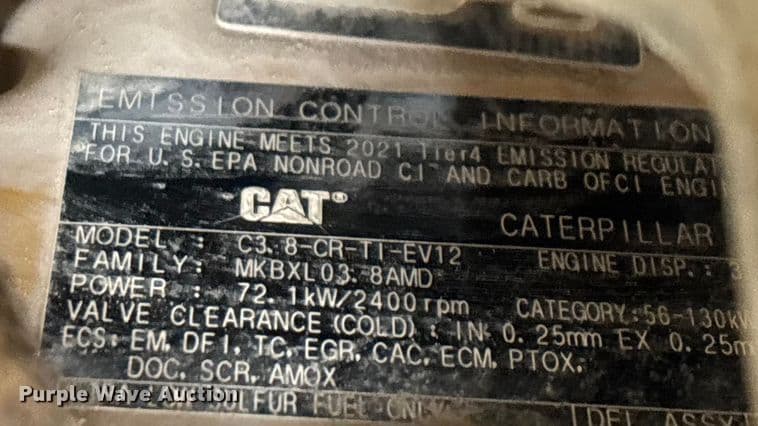 EMISSION CONTROL INFORMATION
THIS ENGINE MEETS 2021 Tier4 EMISSION REGULAT
FOR U.S. EPA NONROAD CI AND CARB OFCI ENGI
CAT®
CATERPILLAR
MODEL : C3.8-CR-TI-EV12
ENGINE DISP. : 3
FAMILY: MKBXL03.8AMD
POWER : 72.1kW/2400rpm
CATEGORY:56-130kW
VALVE CLEARANCE (COLD) : IN 0.25mm EX 0.25m
ECS: EM, DFI, TC, EGR, CAC, ECM, PTOX,
DOC, SCR, AMOX
SULFUR FUEL ONLY
Purple Wave Auction